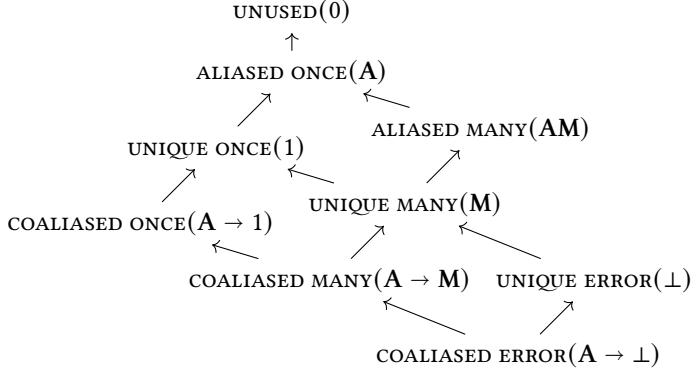 UNUSED(0)
ALIASED ONCE(A)
ALIASED MANY(AM)
UNIQUE ONCE(1)
UNIQUE MANY(M)
COALIASED ONCE(A → 1)
COALIASED MANY(A → M)
UNIQUE ERROR(⊥)
COALIASED ERROR(A → ⊥)